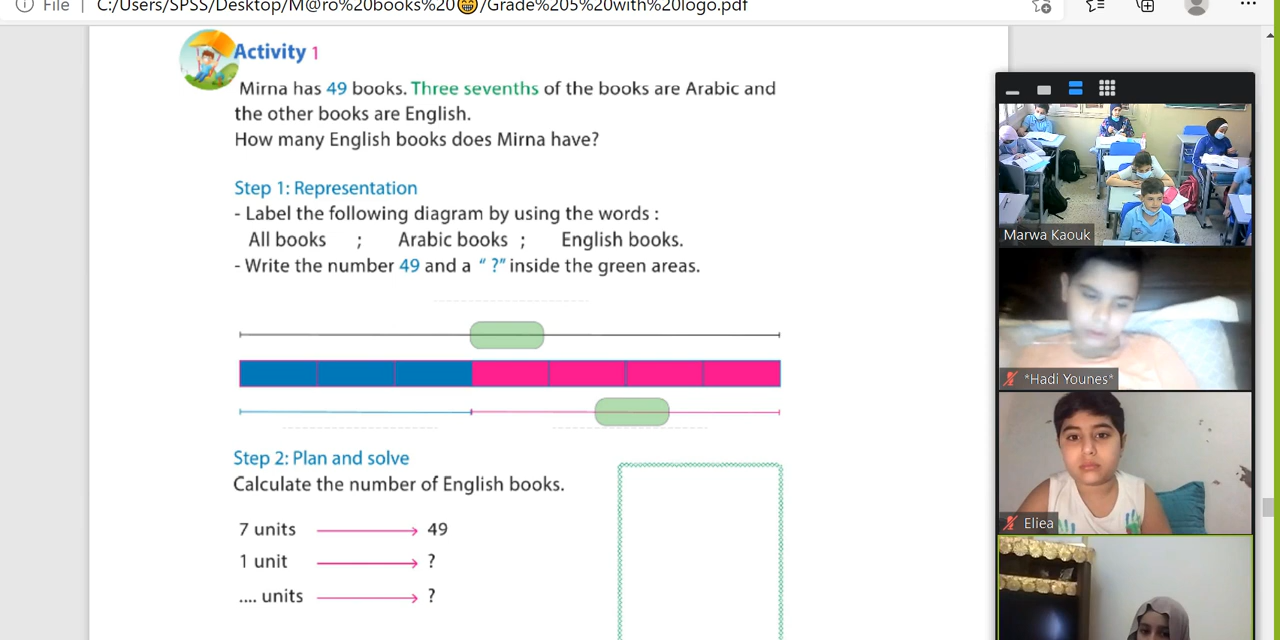 File | C:/Users/SPSS/Desktop/M@ro%20books%20😁/Grade%205%20with%20logo.pdf
Activity 1
Mirna has 49 books. Three sevenths of the books are Arabic and
the other books are English.
How many English books does Mirna have?
Step 1: Representation
- Label the following diagram by using the words :
All books ; Arabic books ; English books.
- Write the number 49 and a “ ?” inside the green areas.
Step 2: Plan and solve
Calculate the number of English books.
7 units → 49
1 unit → ?
.... units → ?
Marwa Kaouk
*Hadi Younes*
Eliea